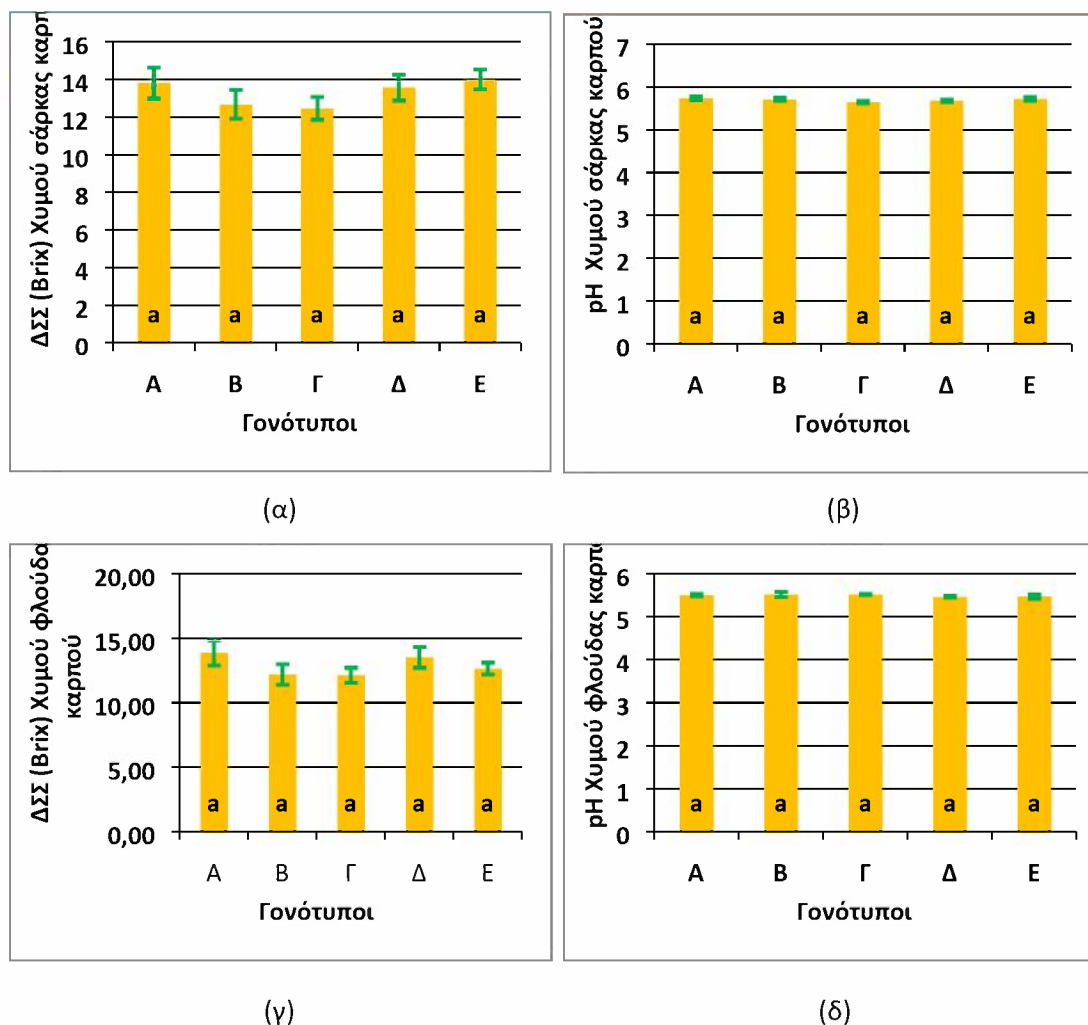 ΔΣΣ (Brix) Χυμού σάρκας καρπ
16
14
12
10
8
6
4
2
0
a a a a a
Α Β Γ Δ Ε
Γονότυποι
(α)
pH Χυμού σάρκας καρπού
7
6
5
4
3
2
1
0
a a a a a
Α Β Γ Δ Ε
Γονότυποι
(β)
ΔΣΣ (Brix) Χυμού φλούδα
καρπού
20,00
15,00
10,00
5,00
0,00
a a a a a
Α Β Γ Δ Ε
Γονότυποι
(γ)
pH Χυμού φλούδας καρπο
6
5
4
3
2
1
0
a a a a a
Α Β Γ Δ Ε
Γονότυποι
(δ)